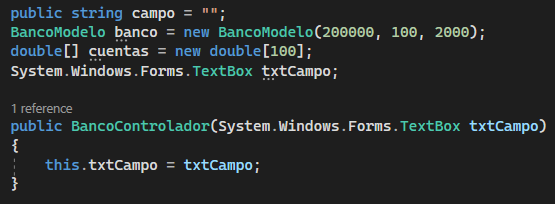 public string campo = "";
BancoModelo banco = new BancoModelo(200000, 100, 2000);
double[] cuentas = new double[100];
System.Windows.Forms.TextBox txtCampo;
1 reference
public BancoControlador(System.Windows.Forms.TextBox txtCampo)
{
this.txtCampo = txtCampo;
}